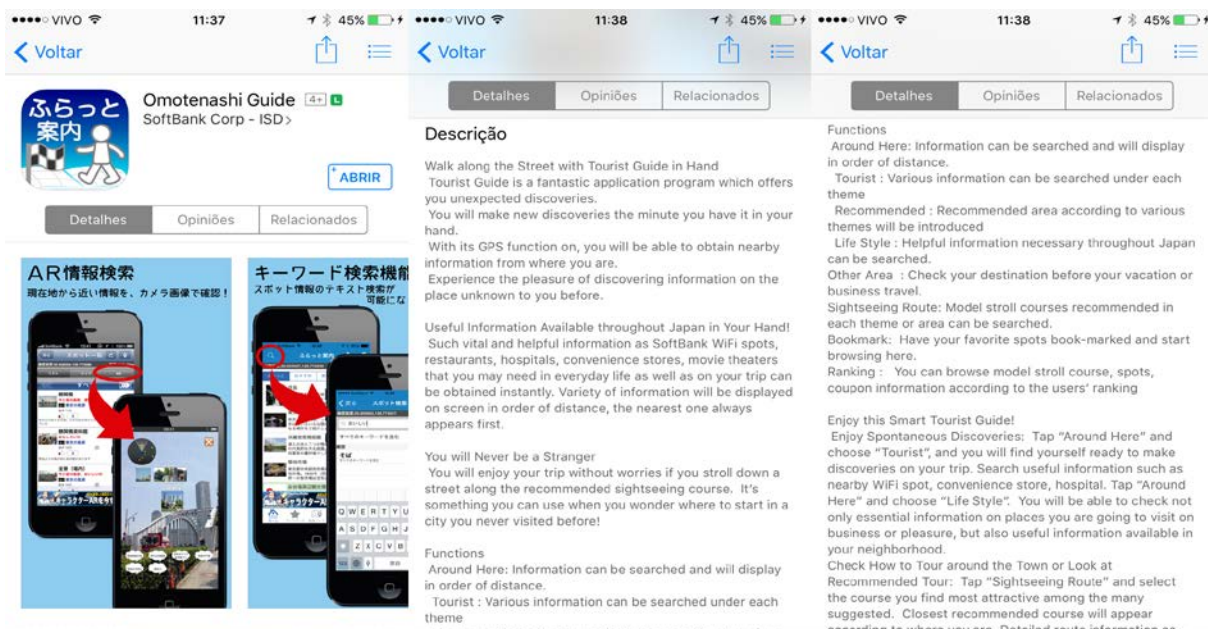 VIVO 11:37 45%
Voltar
ふらっと
案内
Omotenashi Guide 4+ L
SoftBank Corp - ISD >
ABRIR
Detalhes Opiniões Relacionados
AR情報検索
現在地から近い情報を、カメラ画像で確認!
キーワード検索機能
スポット情報のテキスト検索が
可能にな
VIVO 11:38 45%
Voltar
Detalhes Opiniões Relacionados
Descrição
Walk along the Street with Tourist Guide in Hand
Tourist Guide is a fantastic application program which offers
you unexpected discoveries.
You will make new discoveries the minute you have it in your
hand.
With its GPS function on, you will be able to obtain nearby
information from where you are.
Experience the pleasure of discovering information on the
place unknown to you before.
Useful Information Available throughout Japan in Your Hand!
Such vital and helpful information as SoftBank WiFi spots,
restaurants, hospitals, convenience stores, movie theaters
that you may need in everyday life as well as on your trip can
be obtained instantly. Variety of information will be displayed
on screen in order of distance, the nearest one always
appears first.
You will Never be a Stranger
You will enjoy your trip without worries if you stroll down a
street along the recommended sightseeing course. It's
something you can use when you wonder where to start in a
city you never visited before!
Functions
Around Here: Information can be searched and will display
in order of distance.
Tourist : Various information can be searched under each
theme
VIVO 11:38 45%
Voltar
Detalhes Opiniões Relacionados
Functions
Around Here: Information can be searched and will display
in order of distance.
Tourist : Various information can be searched under each
theme
Recommended : Recommended area according to various
themes will be introduced
Life Style : Helpful information necessary throughout Japan
can be searched.
Other Area : Check your destination before your vacation or
business travel.
Sightseeing Route: Model stroll courses recommended in
each theme or area can be searched.
Bookmark: Have your favorite spots book-marked and start
browsing here.
Ranking : You can browse model stroll course, spots,
coupon information according to the users' ranking
Enjoy this Smart Tourist Guide!
Enjoy Spontaneous Discoveries: Tap "Around Here" and
choose "Tourist", and you will find yourself ready to make
discoveries on your trip. Search useful information such as
nearby WiFi spot, convenience store, hospital. Tap "Around
Here" and choose "Life Style". You will be able to check not
only essential information on places you are going to visit on
business or pleasure, but also useful information available in
your neighborhood.
Check How to Tour around the Town or Look at
Recommended Tour: Tap "Sightseeing Route" and select
the course you find most attractive among the many
suggested. Closest recommended course will appear
according to where you are. Detailed route information as